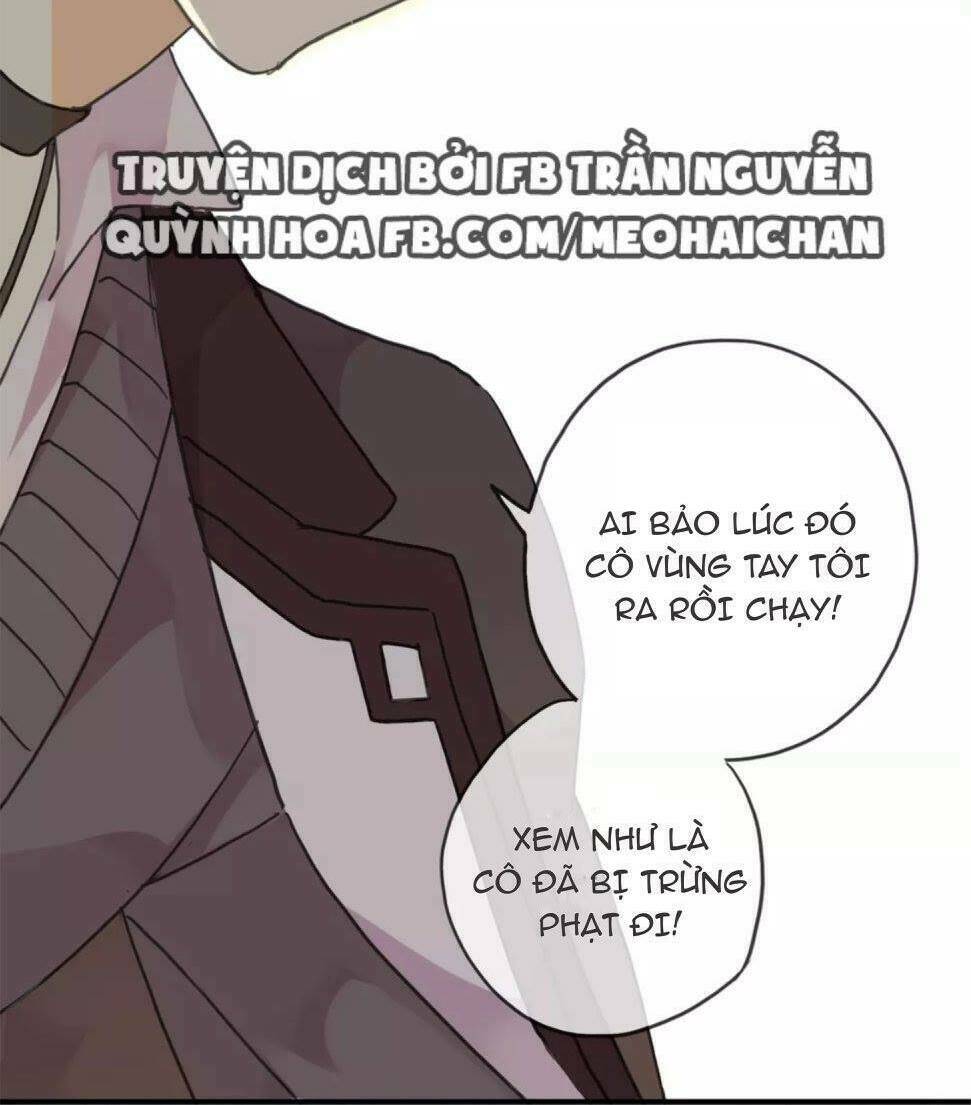 TRUYỆN DỊCH BỞI FB TRẦN NGUYỄN
QUỲNH HOA FB.COM/MEOHAICHAN
AI BẢO LÚC ĐÓ
CÔ VÙNG TAY TÔI
RA RỒI CHẠY!
XEM NHƯ LÀ
CÔ ĐÃ BỊ TRỪNG
PHẠT ĐI!